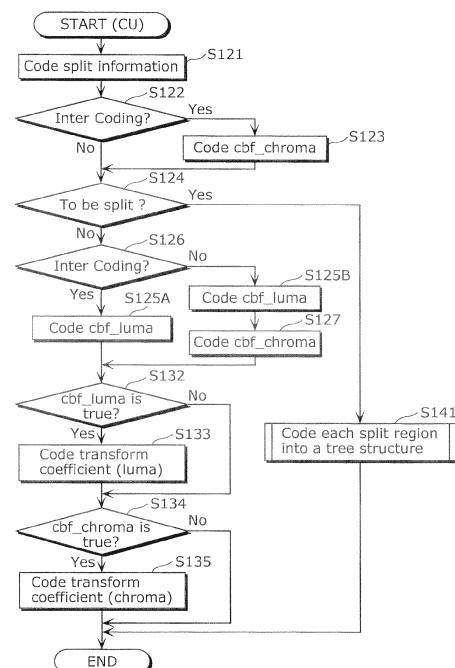 START (CU)
S121
Code split information
S122
Inter Coding?
Yes
No
S123
Code cbf_chroma
S124
To be split ?
Yes
No
S126
Inter Coding?
No
Yes
S125A
S125B
Code cbf_luma
Code cbf_luma
S127
Code cbf_chroma
S132
cbf_luma is
true?
No
Yes
S133
Code transform
coefficient (luma)
S141
Code each split region
into a tree structure
S134
cbf_chroma is
true?
No
Yes
S135
Code transform
coefficient (chroma)
END